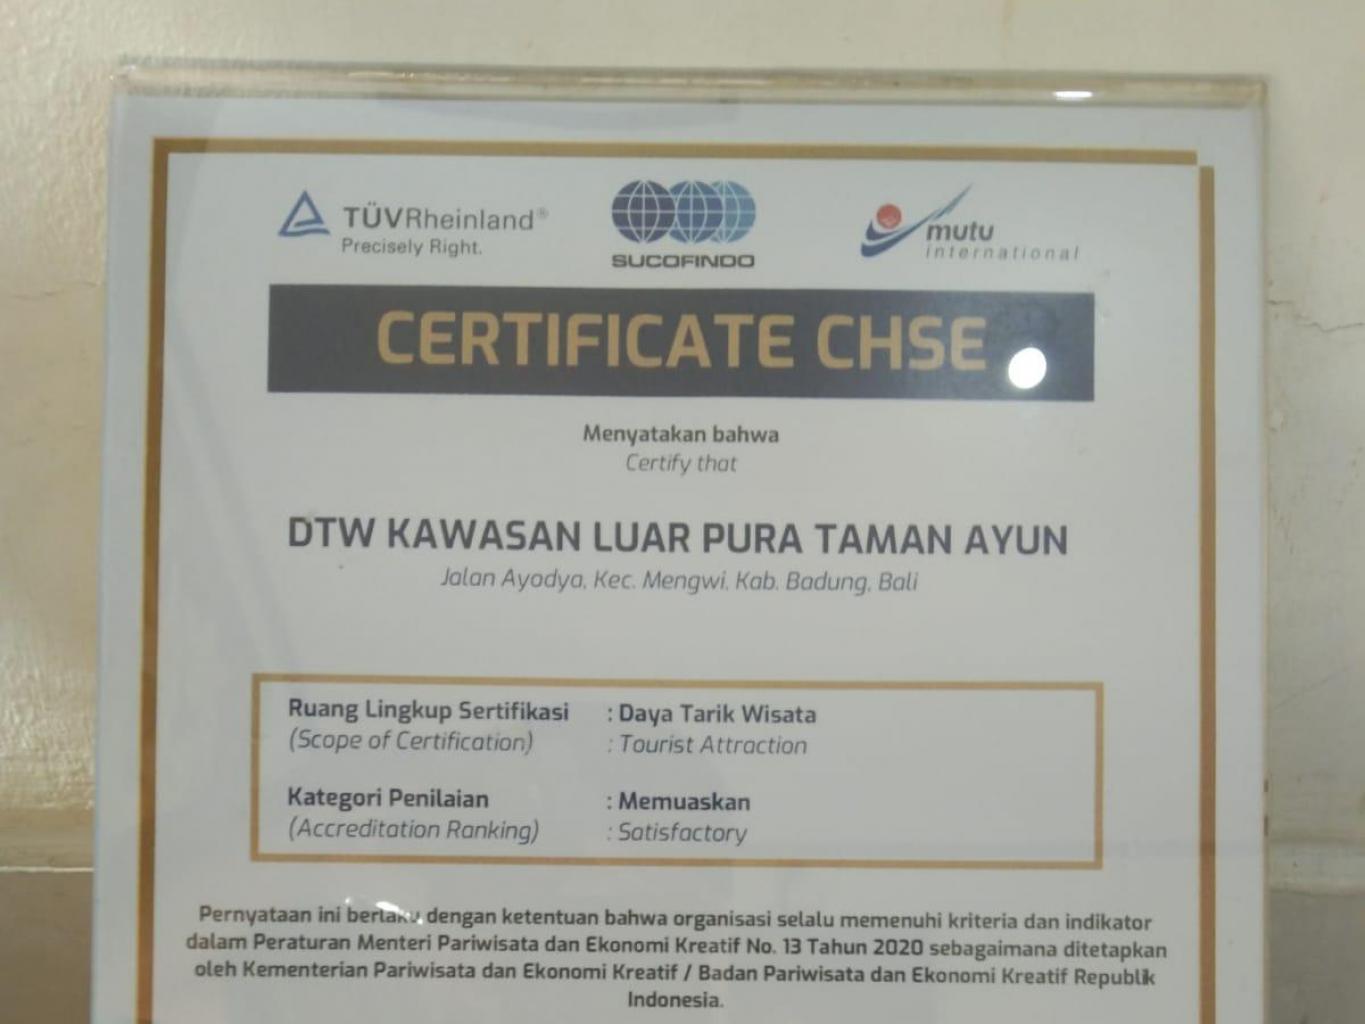 TÜVRheinland®
Precisely Right.
SUCOFINDO
mutu
international
CERTIFICATE CHSE
Menyatakan bahwa
Certify that
DTW KAWASAN LUAR PURA TAMAN AYUN
Jalan Ayodya, Kec. Mengwi, Kab. Badung, Bali
Ruang Lingkup Sertifikasi : Daya Tarik Wisata
(Scope of Certification) : Tourist Attraction
Kategori Penilaian : Memuaskan
(Accreditation Ranking) : Satisfactory
Pernyataan ini berlaku dengan ketentuan bahwa organisasi selalu memenuhi kriteria dan indikator
dalam Peraturan Menteri Pariwisata dan Ekonomi Kreatif No. 13 Tahun 2020 sebagaimana ditetapkan
oleh Kementerian Pariwisata dan Ekonomi Kreatif / Badan Pariwisata dan Ekonomi Kreatif Republik
Indonesia.